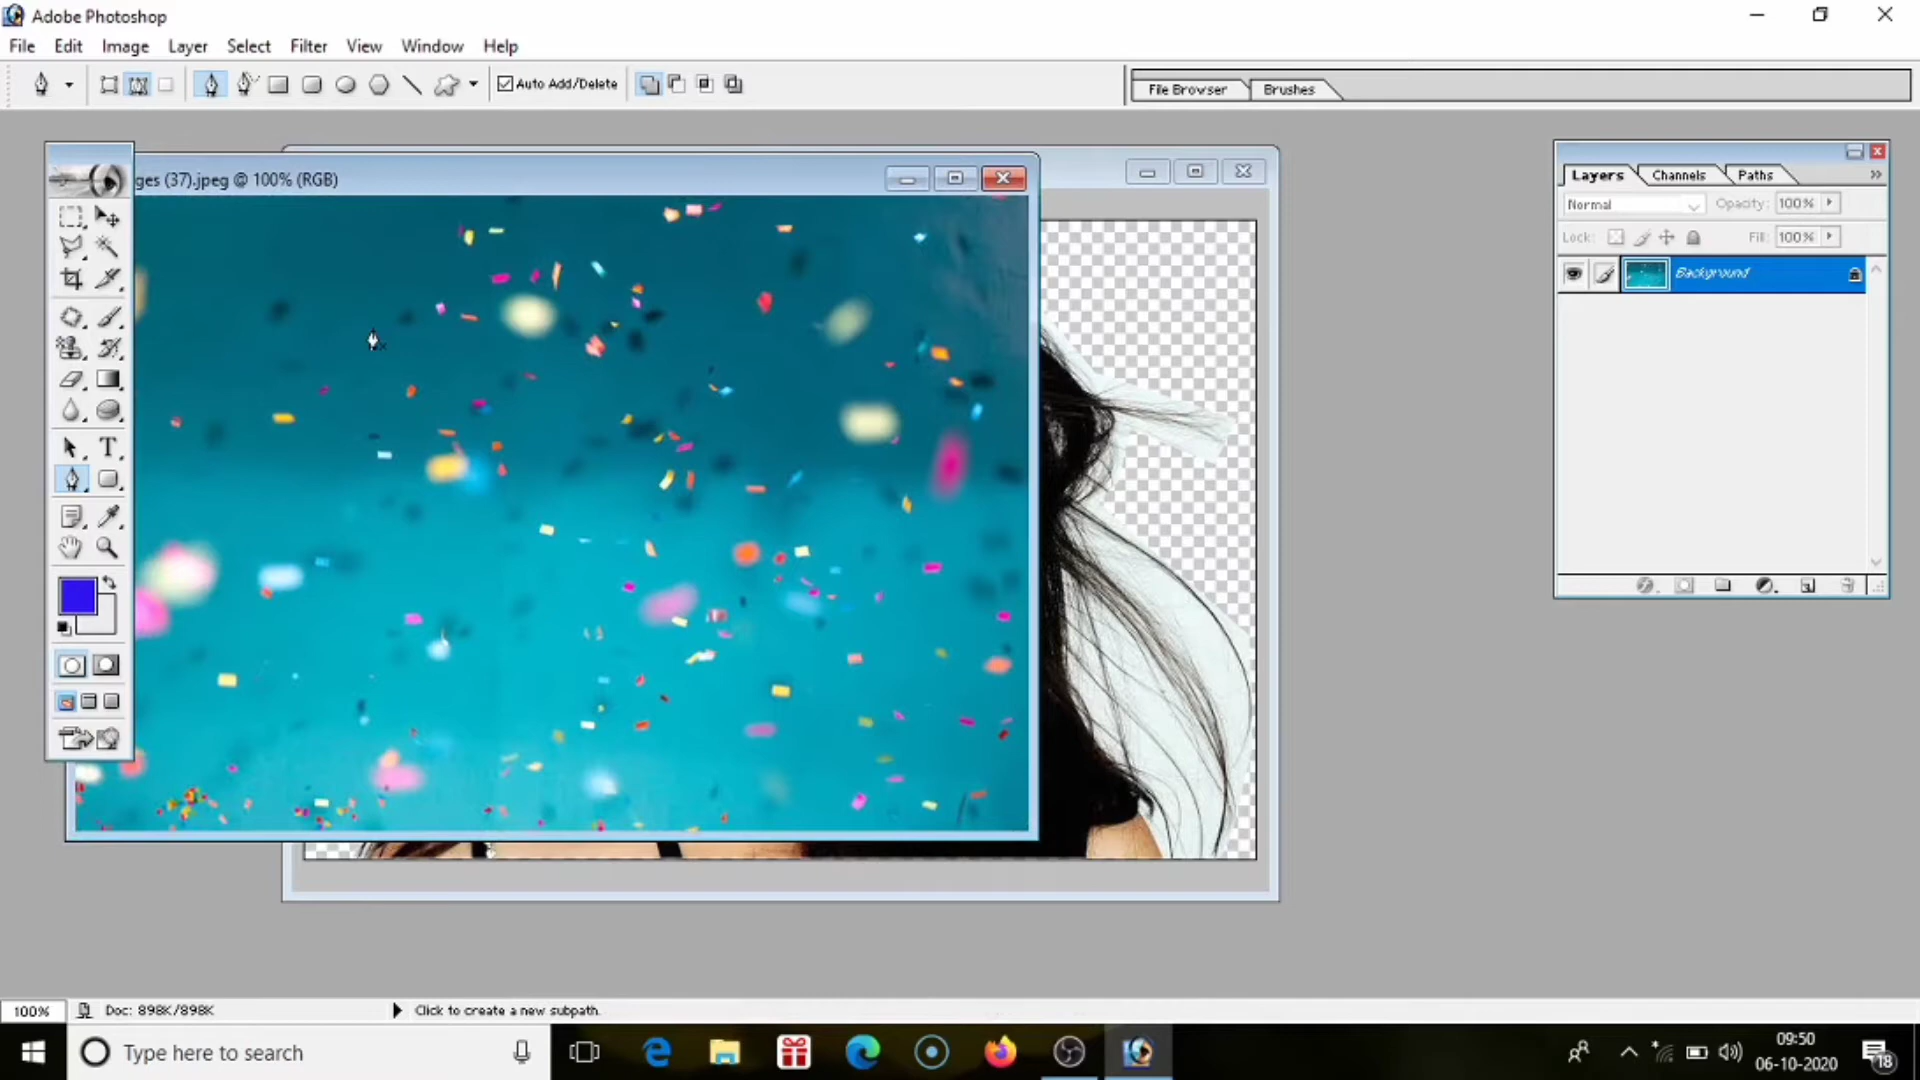 Adobe Photoshop
File Edit Image Layer Select Filter View Window Help
Auto Add/Delete
File Browser Brushes
ges (37).jpeg @ 100% (RGB)
Layers Channels Paths
Normal Opacity: 100%
Lock: Fill: 100%
Background
T
100% Doc: 898K/898K Click to create a new subpath.
Type here to search
09:50
06-10-2020
18